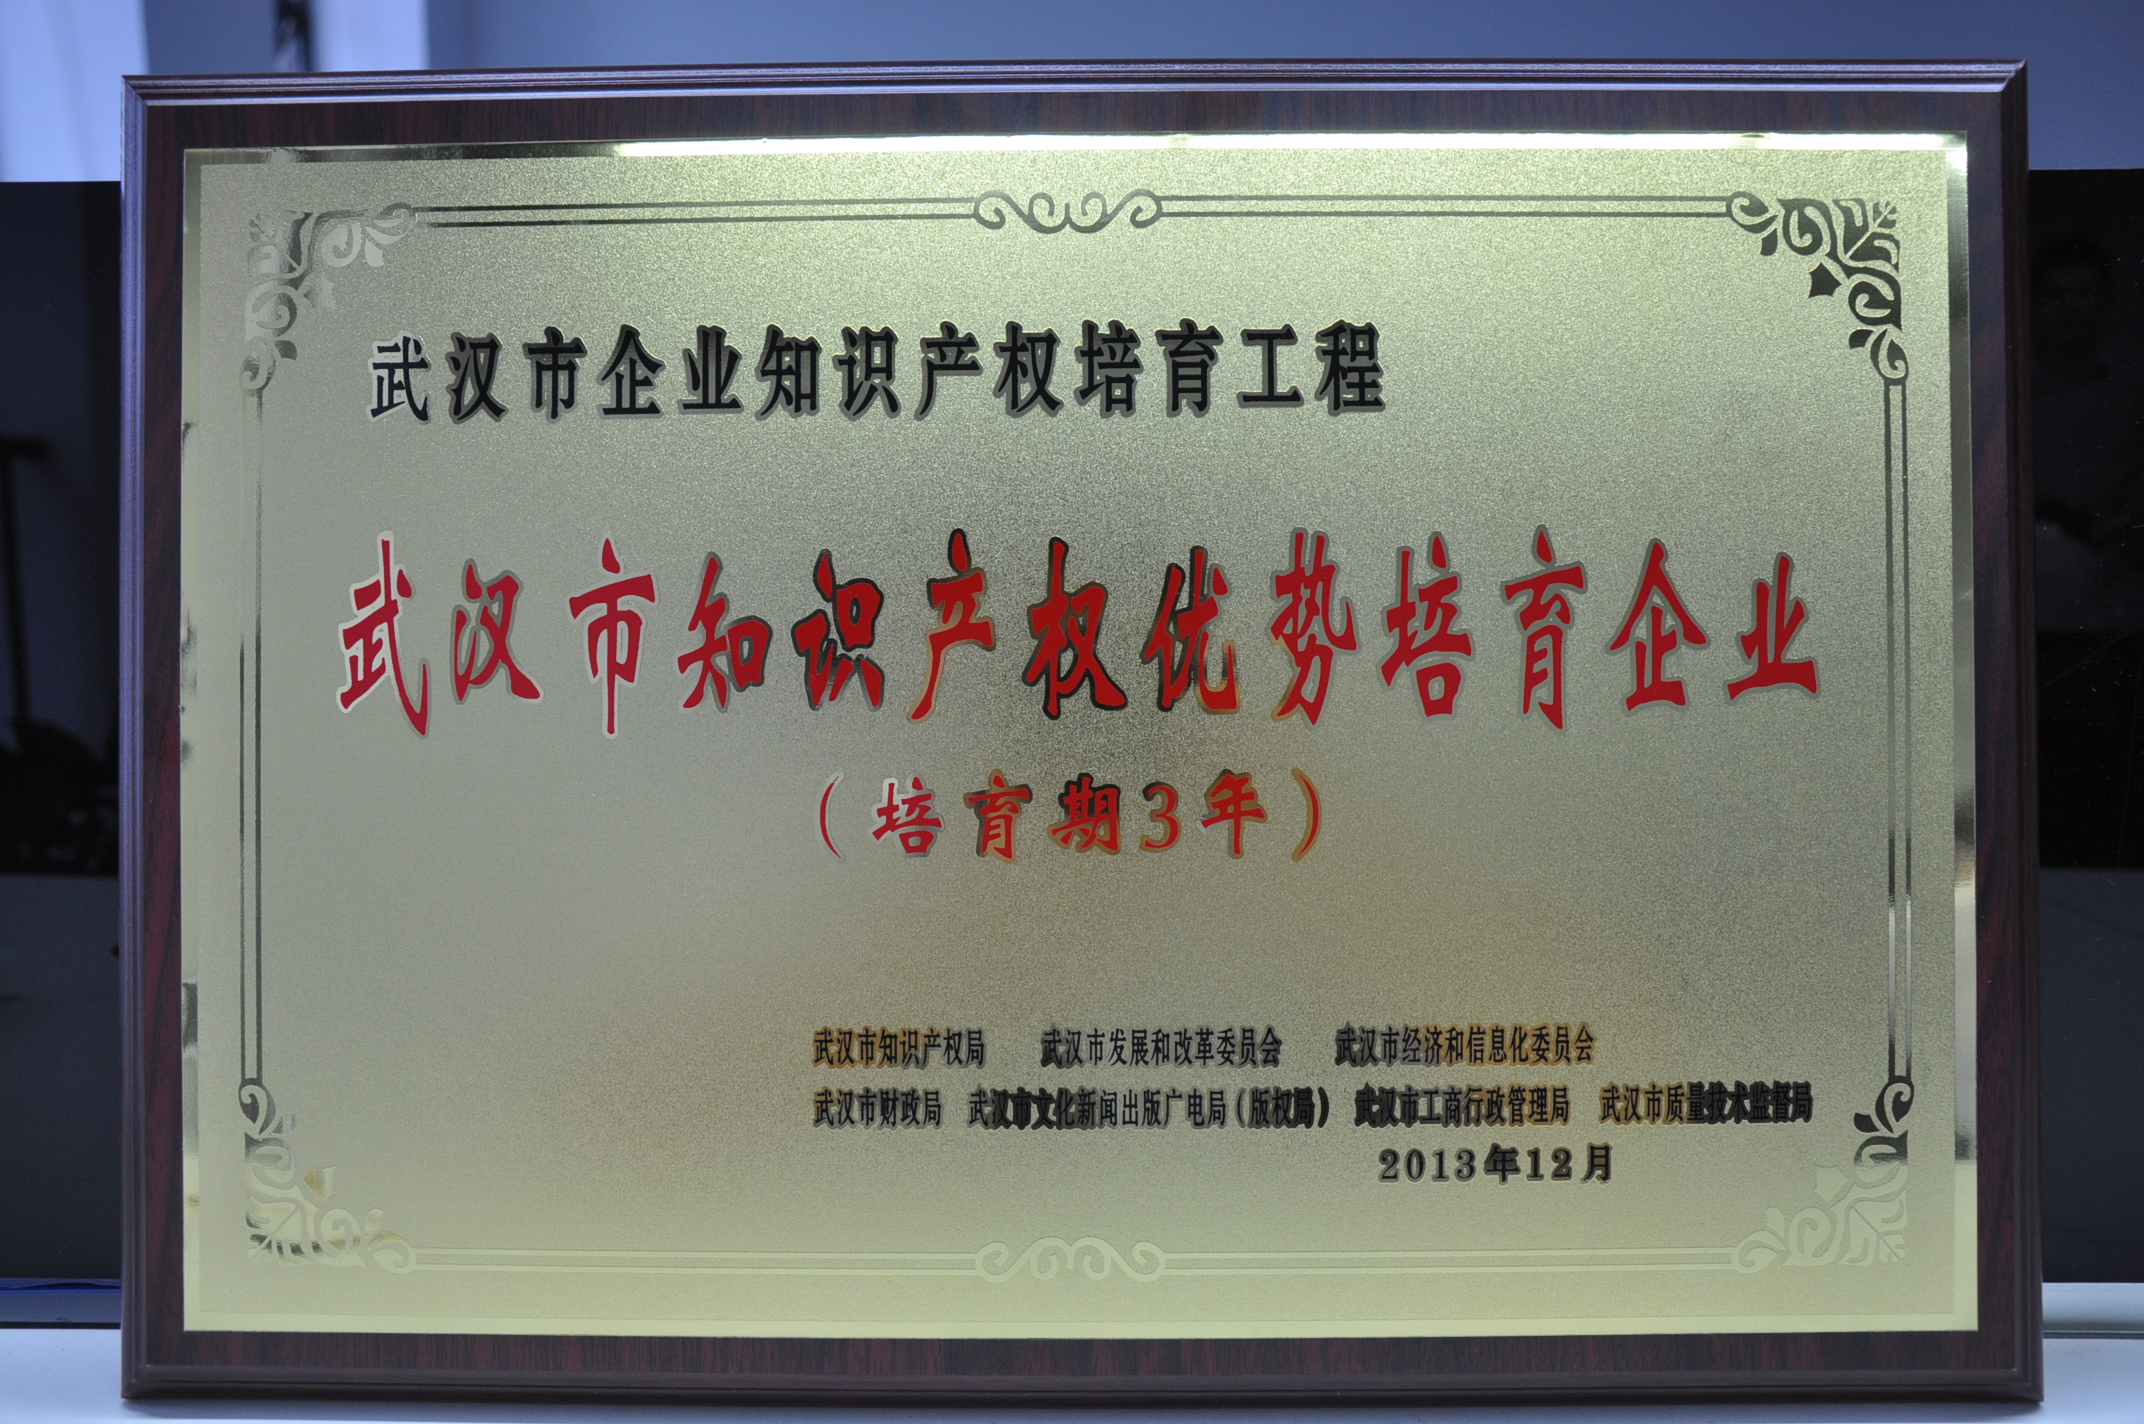 武汉市企业知识产权培育工程
武汉市知识产权优势培育企业
（培育期3年）
武汉市知识产权局 武汉市发展和改革委员会 武汉市经济和信息化委员会
武汉市财政局 武汉市文化新闻出版广电局（版权局） 武汉市工商行政管理局 武汉市质量技术监督局
2013年12月